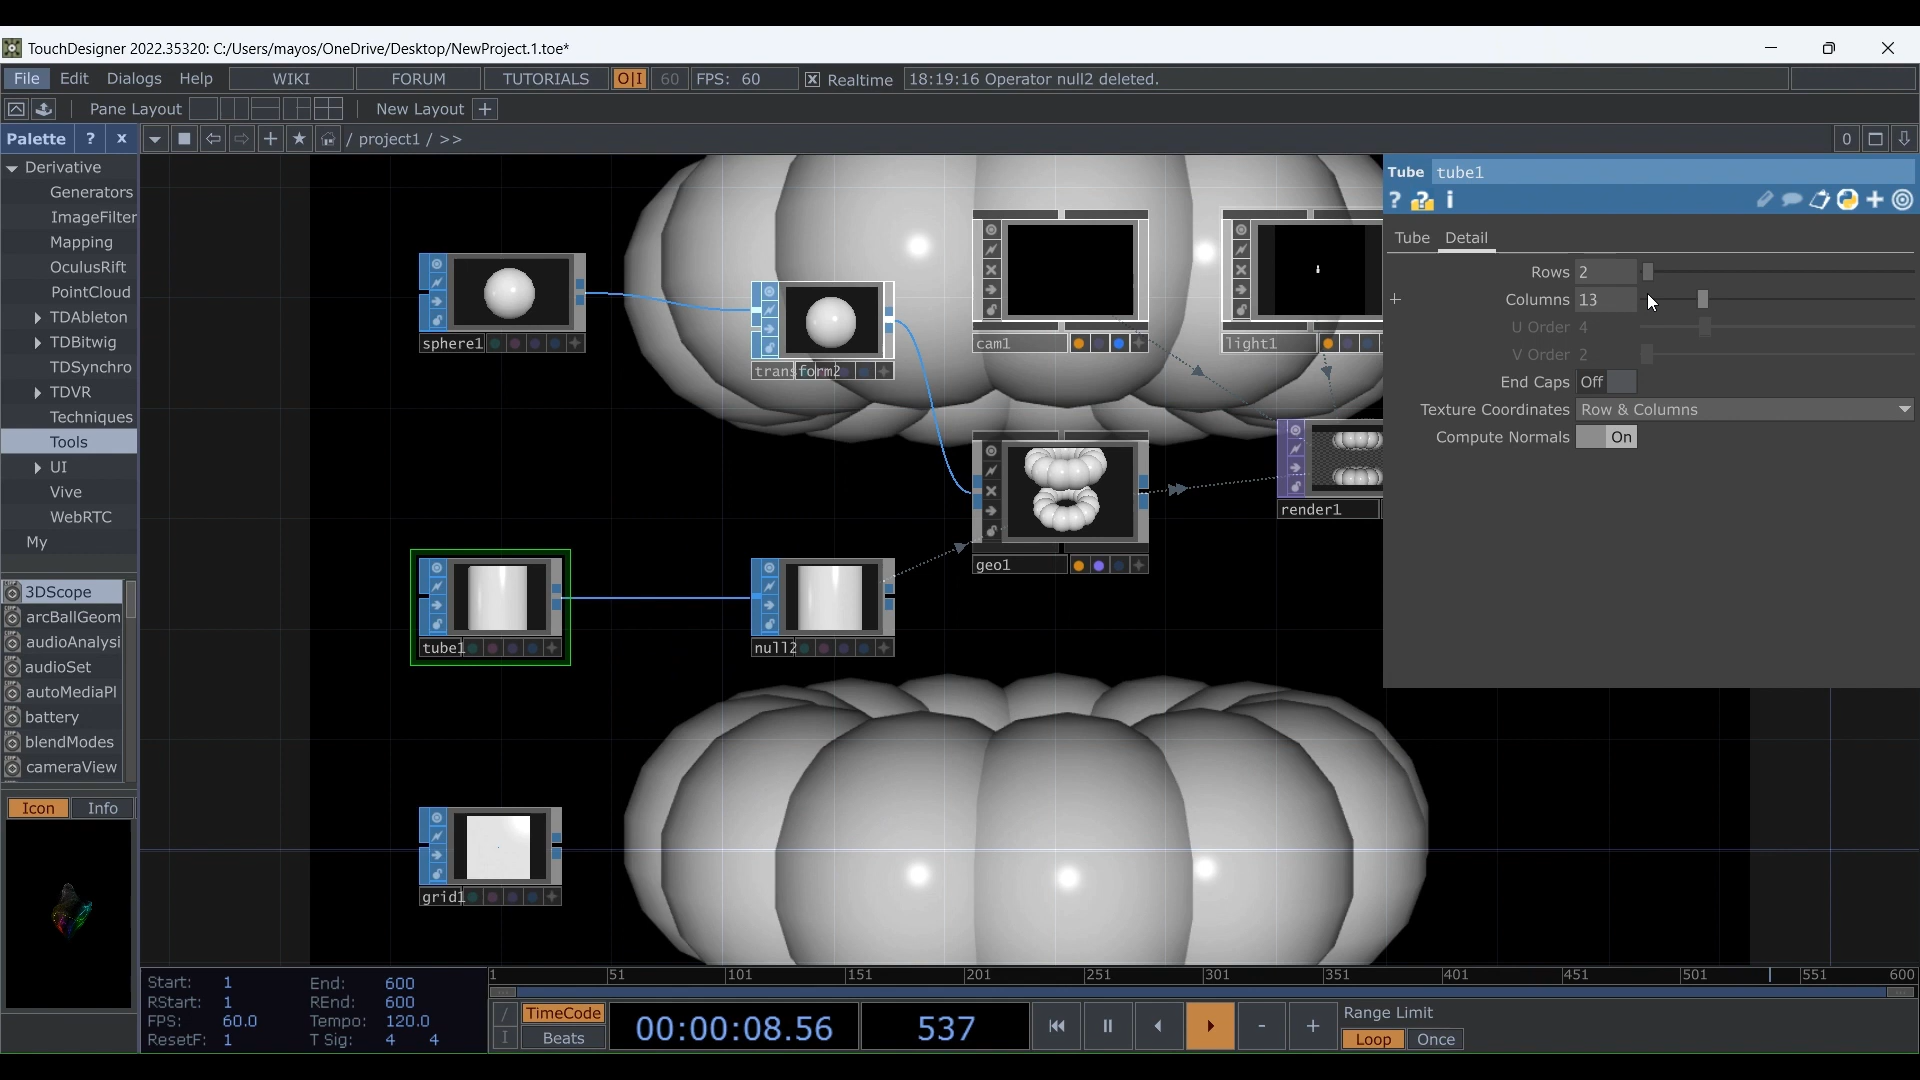 TouchDesigner 2022.35320: C:/Users/mayos/OneDrive/Desktop/NewProject.1.toe*
File Edit Dialogs Help WIKI FORUM TUTORIALS O|I 60 FPS: 60 Realtime 18:19:16 Operator null2 deleted.
Pane Layout New Layout +
Palette ? x / project1 / >> 0
Derivative
Generators
ImageFilter
Mapping
OculusRift
PointCloud
TDAbleton
TDBitwig
TDSynchro
TDVR
Techniques
Tools
UI
Vive
WebRTC
My
3DScope
arcBallGeom
audioAnalysi
audioSet
autoMediaPl
battery
blendModes
cameraView
Icon Info
sphere1
transform2
cam1
light1
geo1
render1
tube1
null2
grid1
Tube tube1
? ? i
Tube Detail
Rows 2
+ Columns 13
U Order 4
V Order 2
End Caps Off
Texture Coordinates Row & Columns
Compute Normals On
Start: 1 End: 600
RStart: 1 REnd: 600
FPS: 60.0 Tempo: 120.0
ResetF: 1 T Sig: 4 4
1 51 101 151 201 251 301 351 401 451 501 551 600
/ TimeCode
I Beats
00:00:08.56 537 - +
Range Limit
Loop Once